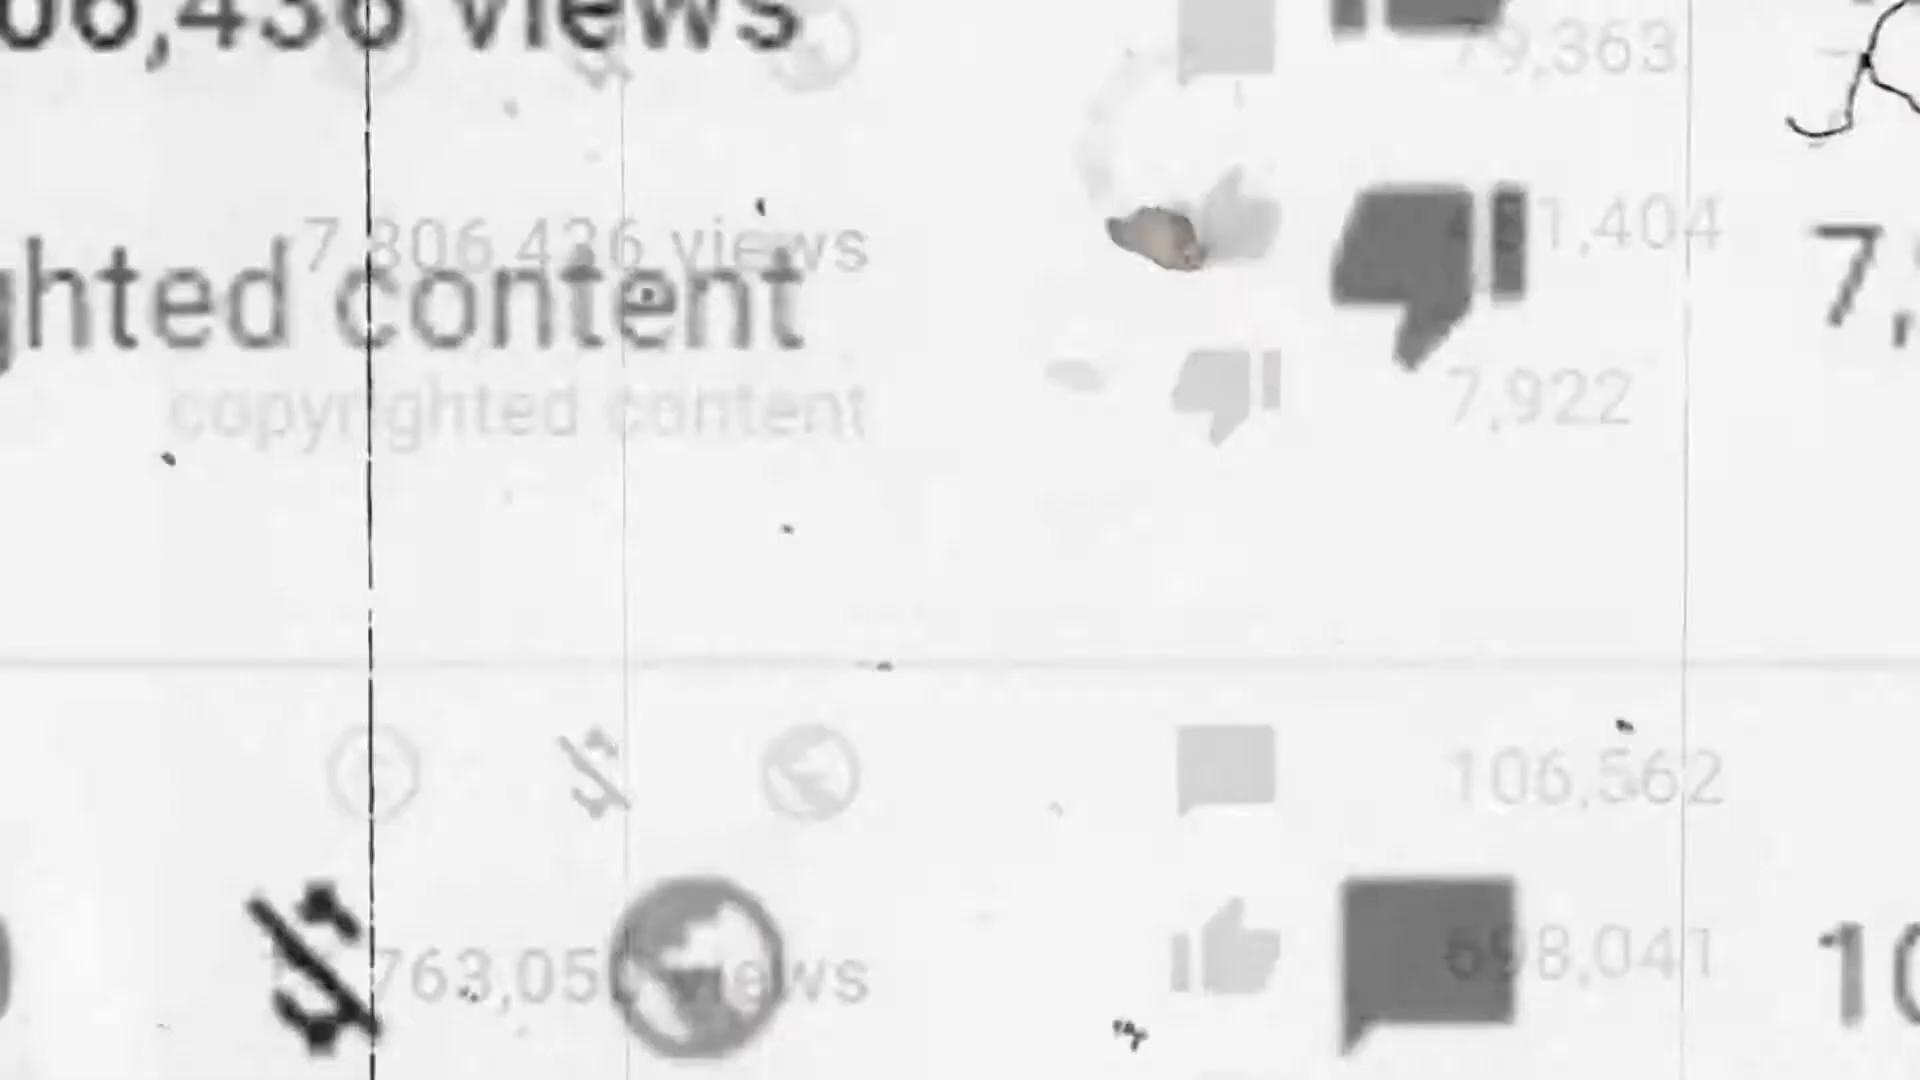 06,436 views
79,363
1,404
7,806,436 views
ghted content
7,
7,922
copyrighted content
106,562
763,05 views
698,041
10